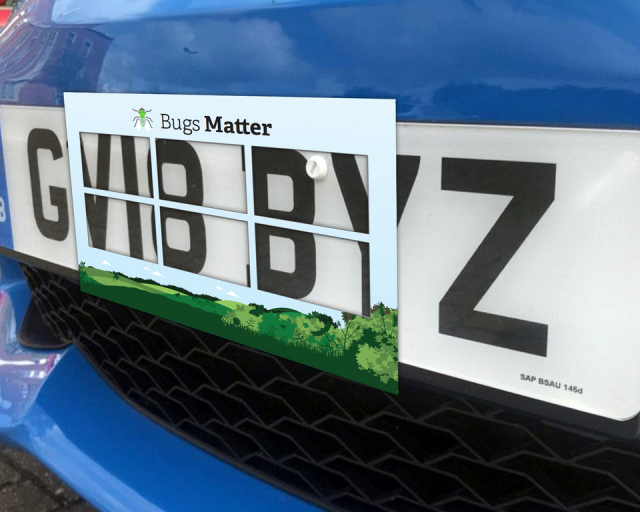 Bugs Matter
GV18 BYZ
SAP BSAU 145d